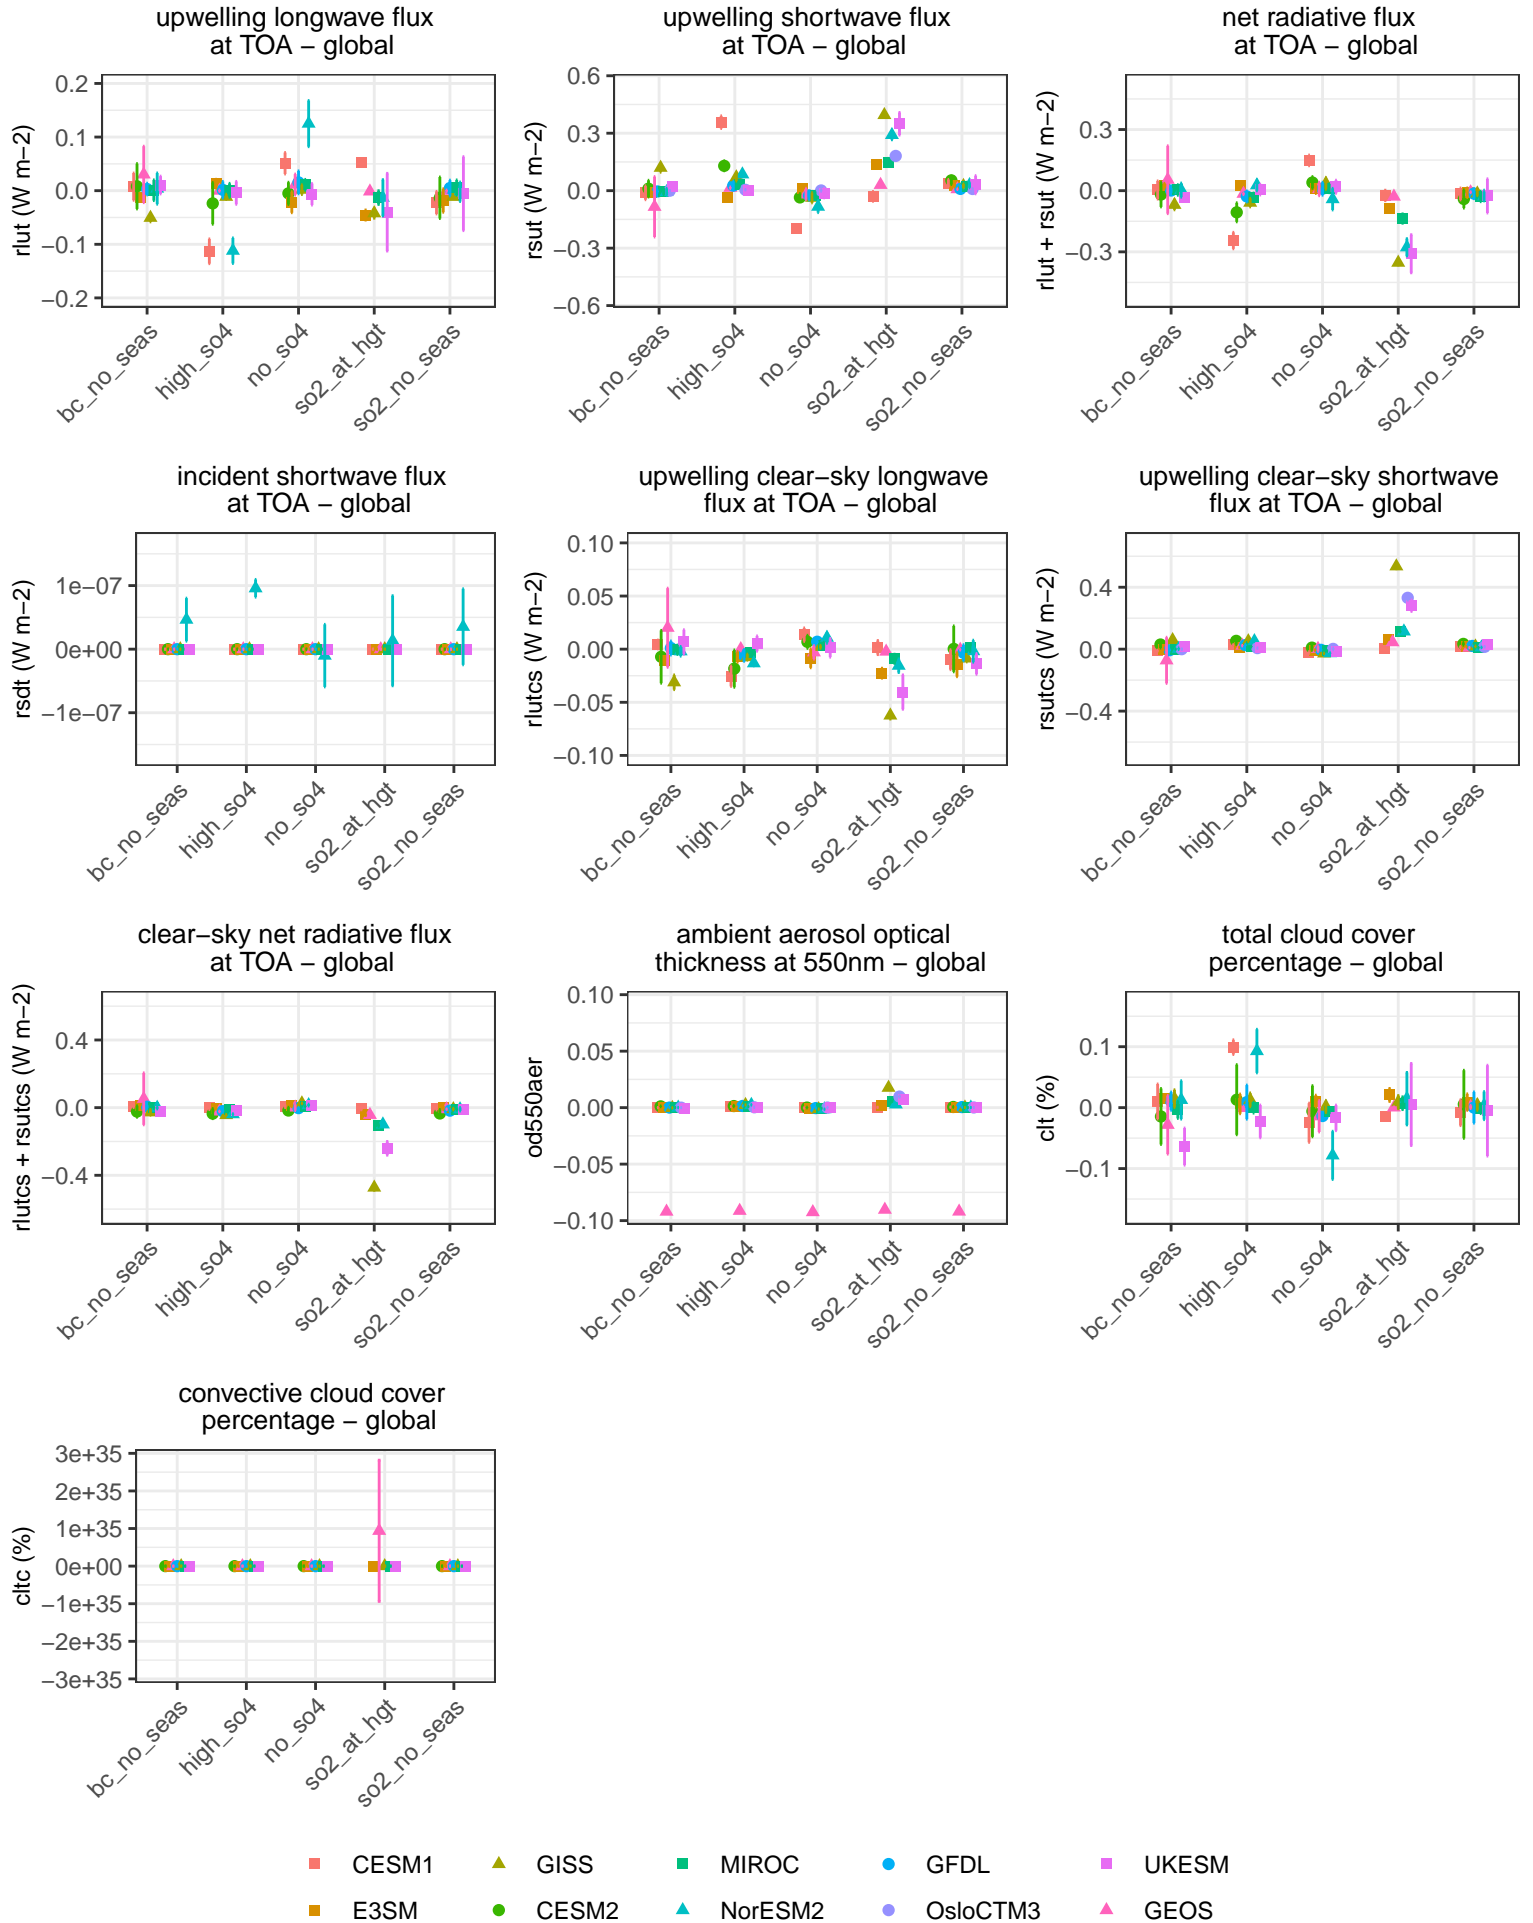 upwelling longwave flux
at TOA − global
rlut (W m−2)
0.2
0.1
0.0
−0.1
−0.2
bc_no_seas
high_so4
no_so4
so2_at_hgt
so2_no_seas
upwelling shortwave flux
at TOA − global
rsut (W m−2)
0.6
0.3
0.0
−0.3
−0.6
bc_no_seas
high_so4
no_so4
so2_at_hgt
so2_no_seas
net radiative flux
at TOA − global
rlut + rsut (W m−2)
0.3
0.0
−0.3
bc_no_seas
high_so4
no_so4
so2_at_hgt
so2_no_seas
incident shortwave flux
at TOA − global
rsdt (W m−2)
1e−07
0e+00
−1e−07
bc_no_seas
high_so4
no_so4
so2_at_hgt
so2_no_seas
upwelling clear−sky longwave
flux at TOA − global
rlutcs (W m−2)
0.10
0.05
0.00
−0.05
−0.10
bc_no_seas
high_so4
no_so4
so2_at_hgt
so2_no_seas
upwelling clear−sky shortwave
flux at TOA − global
rsutcs (W m−2)
0.4
0.0
−0.4
bc_no_seas
high_so4
no_so4
so2_at_hgt
so2_no_seas
clear−sky net radiative flux
at TOA − global
rlutcs + rsutcs (W m−2)
0.4
0.0
−0.4
bc_no_seas
high_so4
no_so4
so2_at_hgt
so2_no_seas
ambient aerosol optical
thickness at 550nm − global
od550aer
0.10
0.05
0.00
−0.05
−0.10
bc_no_seas
high_so4
no_so4
so2_at_hgt
so2_no_seas
total cloud cover
percentage − global
clt (%)
0.1
0.0
−0.1
bc_no_seas
high_so4
no_so4
so2_at_hgt
so2_no_seas
convective cloud cover
percentage − global
cltc (%)
3e+35
2e+35
1e+35
0e+00
−1e+35
−2e+35
−3e+35
bc_no_seas
high_so4
no_so4
so2_at_hgt
so2_no_seas
CESM1 GISS MIROC GFDL UKESM
E3SM CESM2 NorESM2 OsloCTM3 GEOS